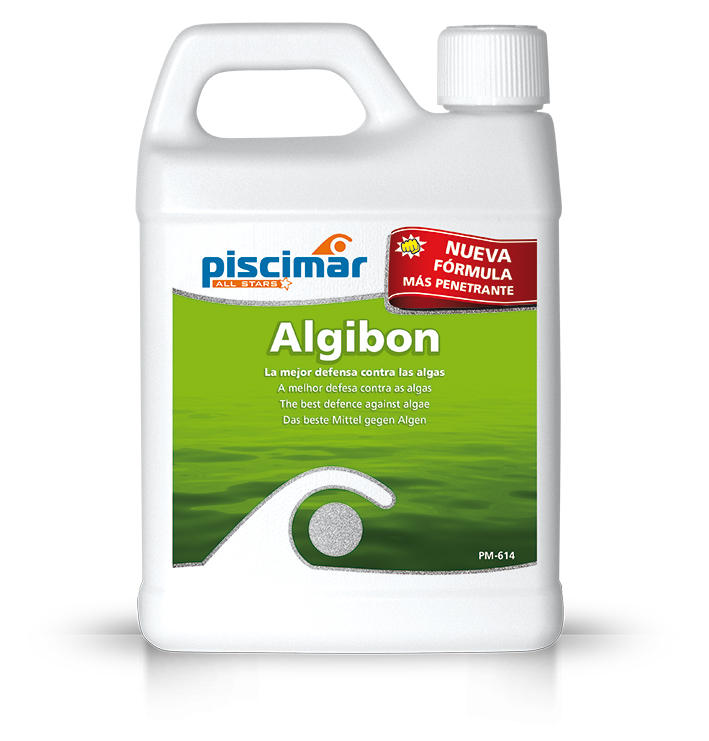 piscimar
ALL STARS
NUEVA
FÓRMULA
MÁS PENETRANTE
Algibon
La mejor defensa contra las algas
A melhor defesa contra as algas
The best defence against algae
Das beste Mittel gegen Algen
PM-614